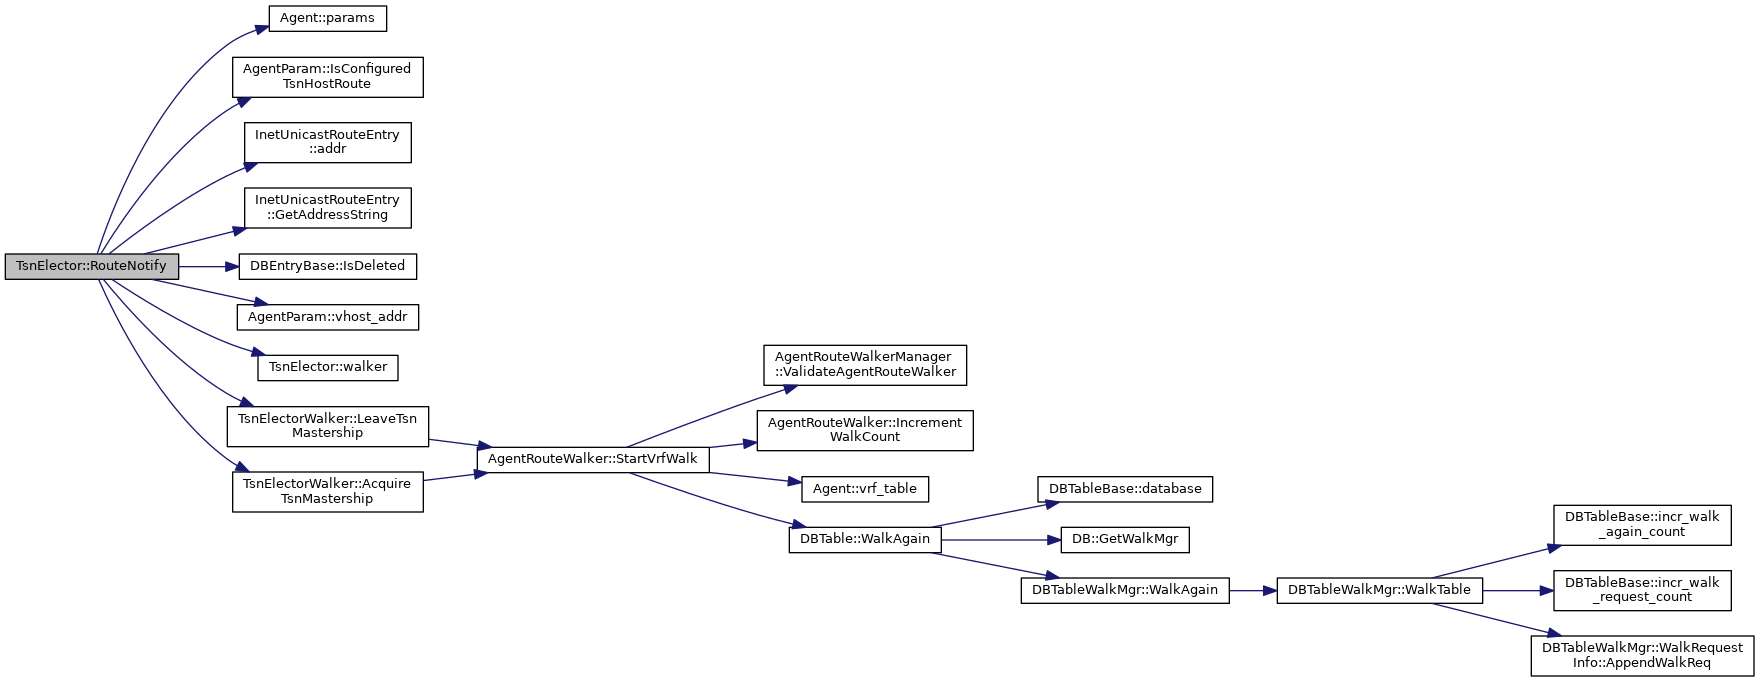 Agent::params
AgentParam::IsConfigured
TsnHostRoute
InetUnicastRouteEntry
::addr
InetUnicastRouteEntry
::GetAddressString
TsnElector::RouteNotify
DBEntryBase::IsDeleted
AgentParam::vhost_addr
TsnElector::walker
TsnElectorWalker::LeaveTsn
Mastership
TsnElectorWalker::Acquire
TsnMastership
AgentRouteWalker::StartVrfWalk
AgentRouteWalkerManager
::ValidateAgentRouteWalker
AgentRouteWalker::Increment
WalkCount
Agent::vrf_table
DBTable::WalkAgain
DBTableBase::database
DB::GetWalkMgr
DBTableWalkMgr::WalkAgain
DBTableWalkMgr::WalkTable
DBTableBase::incr_walk
_again_count
DBTableBase::incr_walk
_request_count
DBTableWalkMgr::WalkRequest
Info::AppendWalkReq